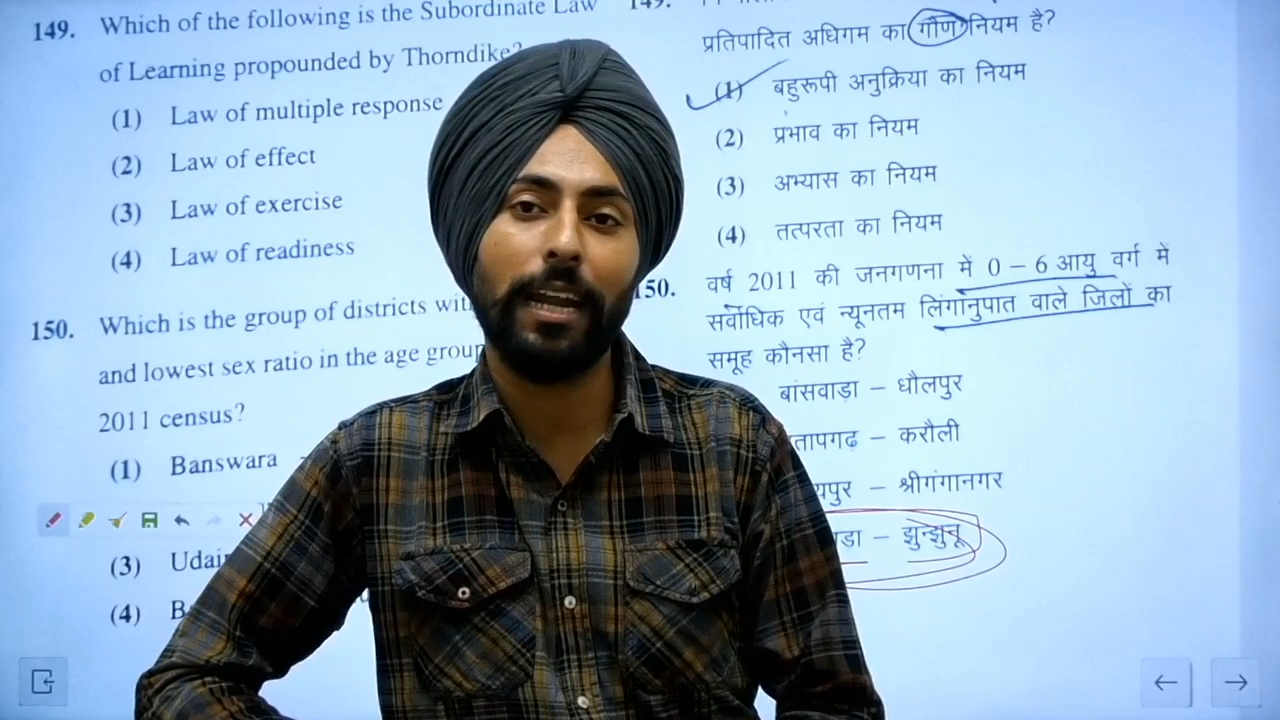 149. Which of the following is the Subordinate Law
of Learning propounded by Thorndike?
(1) Law of multiple response
(2) Law of effect
(3) Law of exercise
(4) Law of readiness
150. Which is the group of districts
and lowest sex ratio in the age
2011 census?
(1) Banswara
(3)
(4)
149.
प्रतिपादित अधिगम का गौण नियम है?
(1) बहुरूपी अनुक्रिया का नियम
(2) प्रभाव का नियम
(3) अभ्यास का नियम
(4) तत्परता का नियम
150. वर्ष 2011 की जनगणना में 0 – 6 आयु वर्ग में
सर्वाधिक एवं न्यूनतम लिंगानुपात वाले जिलों का
समूह कौनसा है?
बांसवाड़ा – धौलपुर
– करौली
– श्रीगंगानगर
– झुन्झुनू